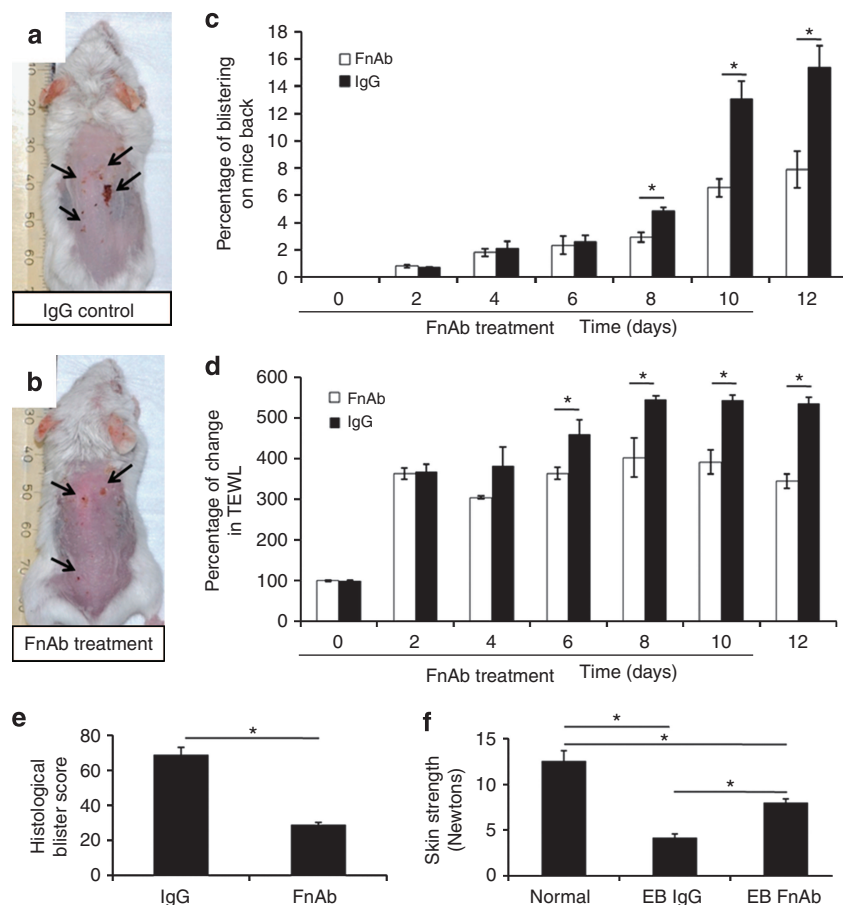 a
IgG control
b
FnAb treatment
c
Percentage of blistering
on mice back
18
16
14
12
10
8
6
4
2
0
FnAb
IgG
*
*
*
0 2 4 6 8 10 12
FnAb treatment Time (days)
d
Percentage of change
in TEWL
600
500
400
300
200
100
0
FnAb
IgG
* * * *
0 2 4 6 8 10 12
FnAb treatment Time (days)
e
Histological
blister score
80
60
40
20
0
*
IgG FnAb
f
Skin strength
(Newtons)
15
10
5
0
*
*
*
Normal EB IgG EB FnAb